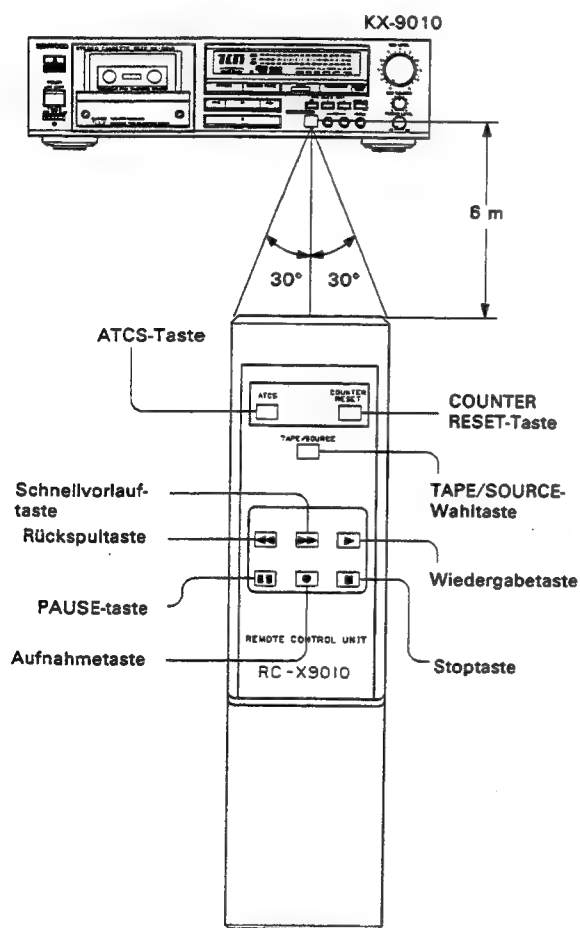 KX-9010
KENWOOD
6 m
30° 30°
ATCS-Taste
ATCS
COUNTER
RESET
COUNTER
RESET-Taste
TAPE/SOURCE
TAPE/SOURCE-
Wahltaste
Schnellvorlauf-
taste
Rückspultaste
Wiedergabetaste
PAUSE-taste
Aufnahmetaste
Stoptaste
REMOTE CONTROL UNIT
RC-X9010